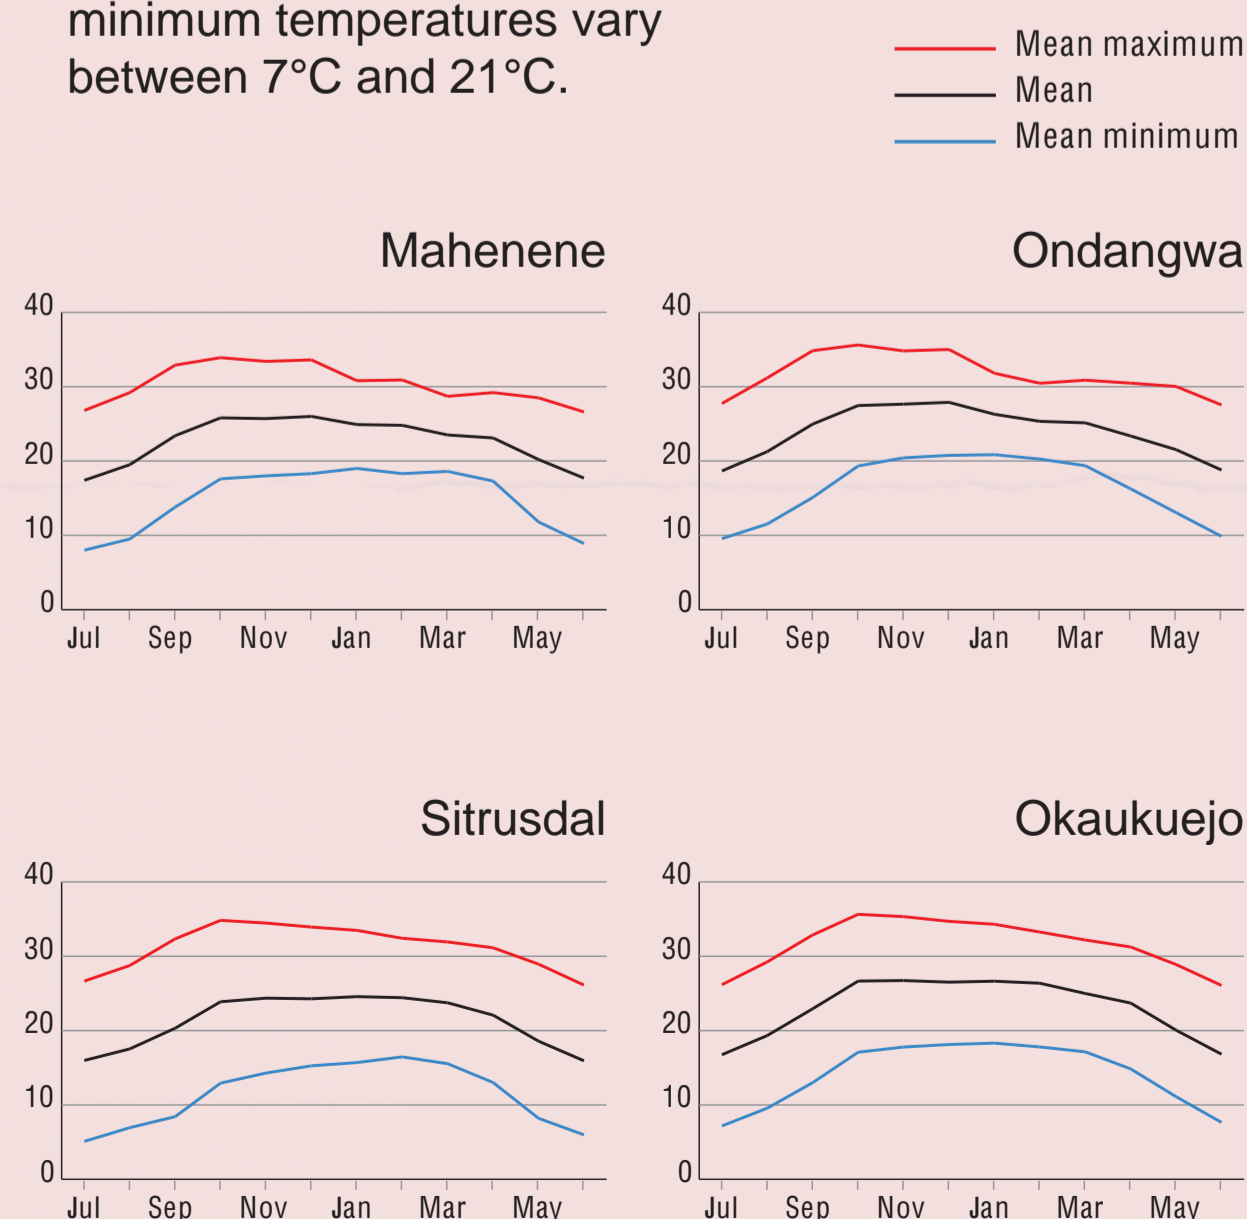 minimum temperatures vary
between 7°C and 21°C.
Mean maximum
Mean
Mean minimum
Mahenene
40
30
20
10
0
Jul Sep Nov Jan Mar May
Ondangwa
40
30
20
10
0
Jul Sep Nov Jan Mar May
Sitrusdal
40
30
20
10
0
Jul Sep Nov Jan Mar May
Okaukuejo
40
30
20
10
0
Jul Sep Nov Jan Mar May